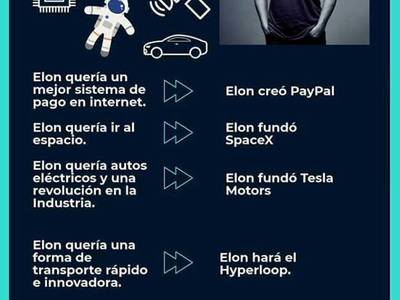 Elon quería un
mejor sistema de
pago en internet.
Elon creó PayPal
Elon quería ir al
espacio.
Elon fundó
SpaceX
Elon quería autos
eléctricos y una
revolución en la
Industria.
Elon fundó Tesla
Motors
Elon quería una
forma de
transporte rápido
e innovadora.
Elon hará el
Hyperloop.